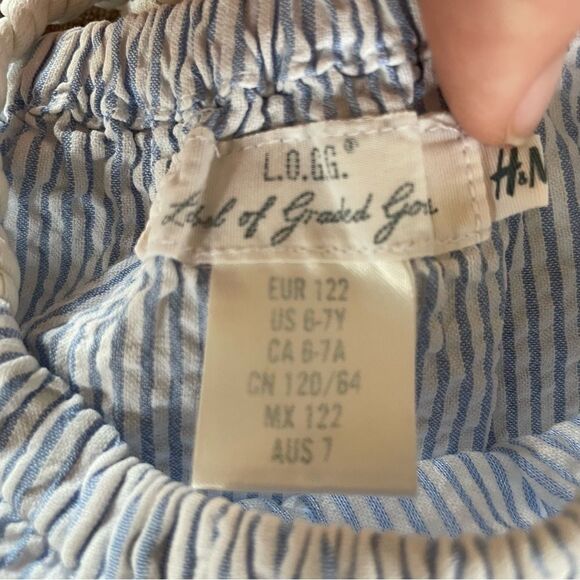 L.O.G.G.®
Label of Graded Goods
H&M
EUR 122
US 6-7Y
CA 6-7A
CN 120/64
MX 122
AUS 7